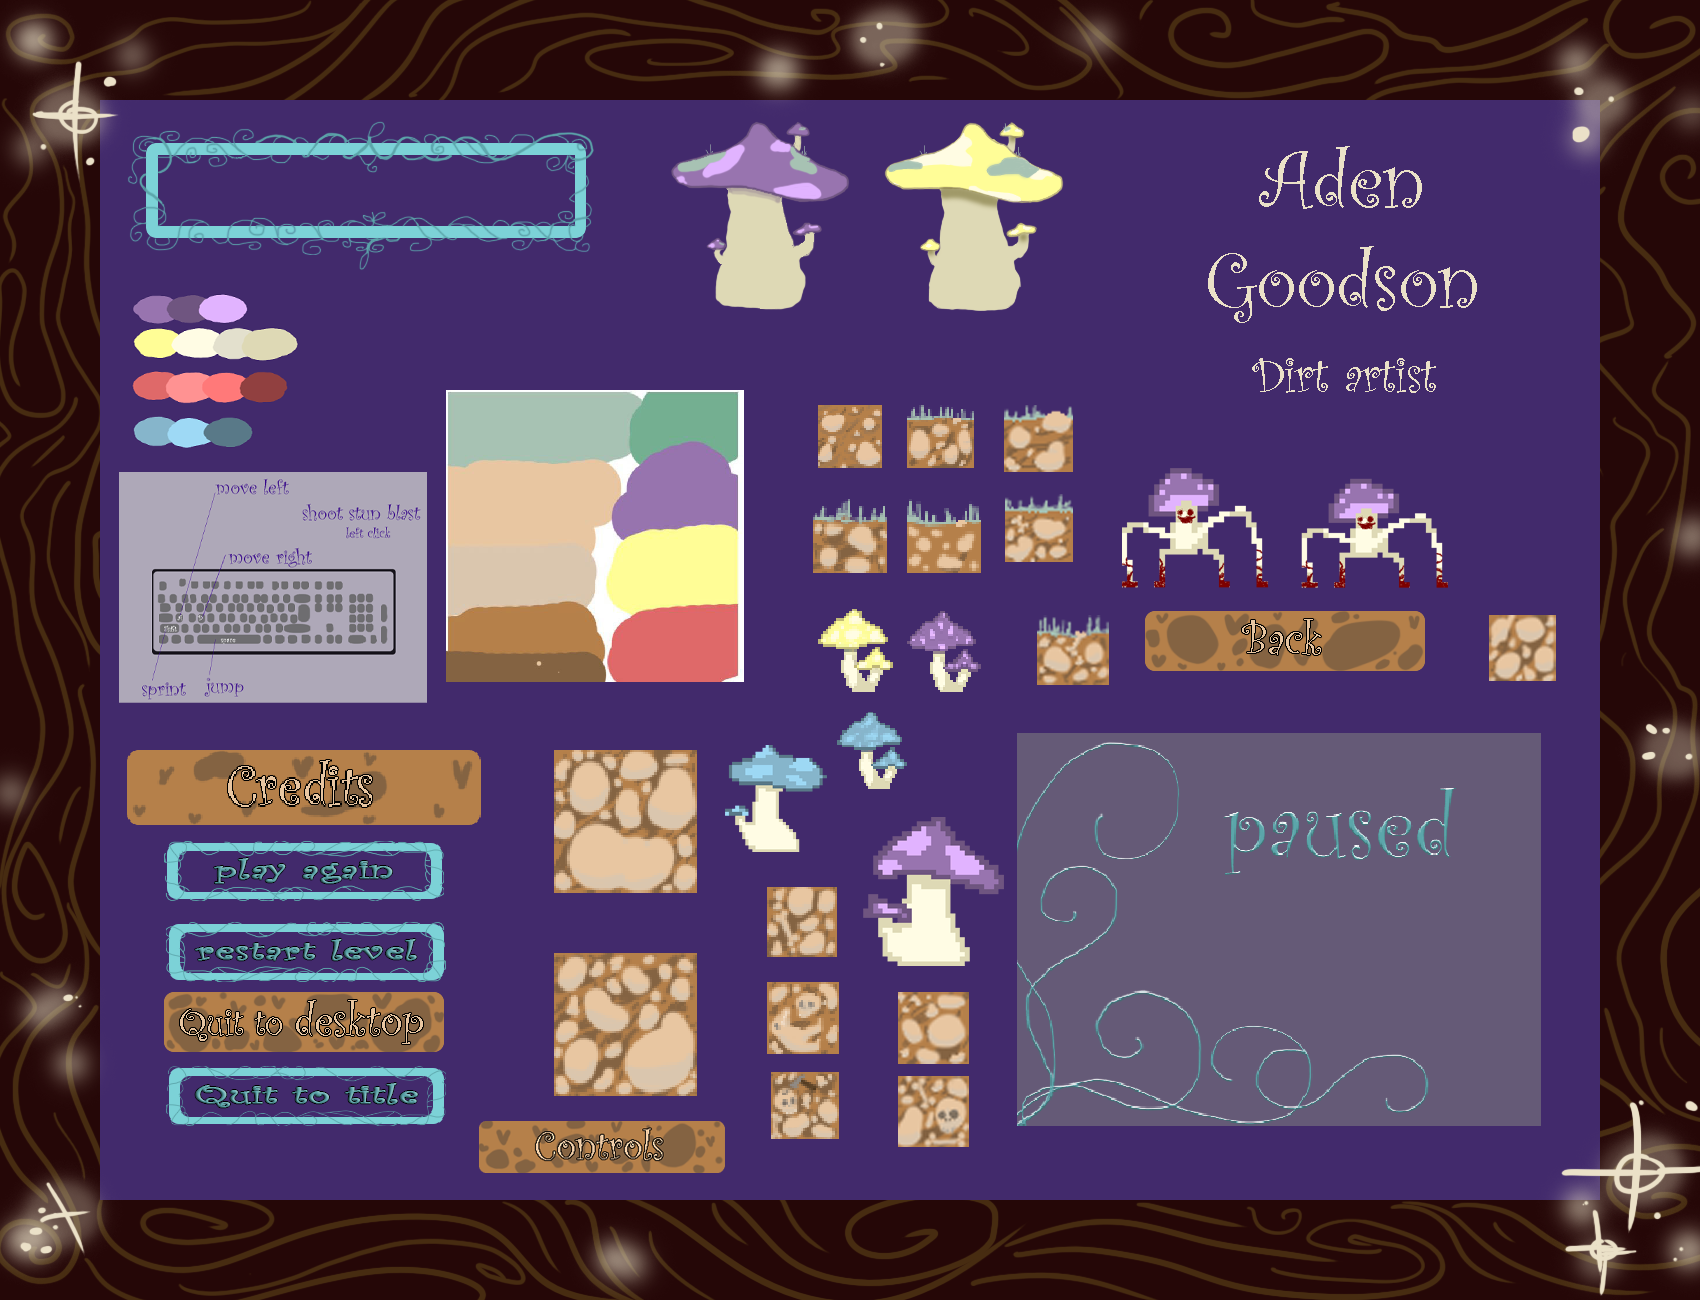 Aden
Goodson
Dirt artist
move left
shoot stun blast
left click
move right
space
sprint
jump
Back
Credits
play again
restart level
Quit to desktop
Quit to title
Controls
paused